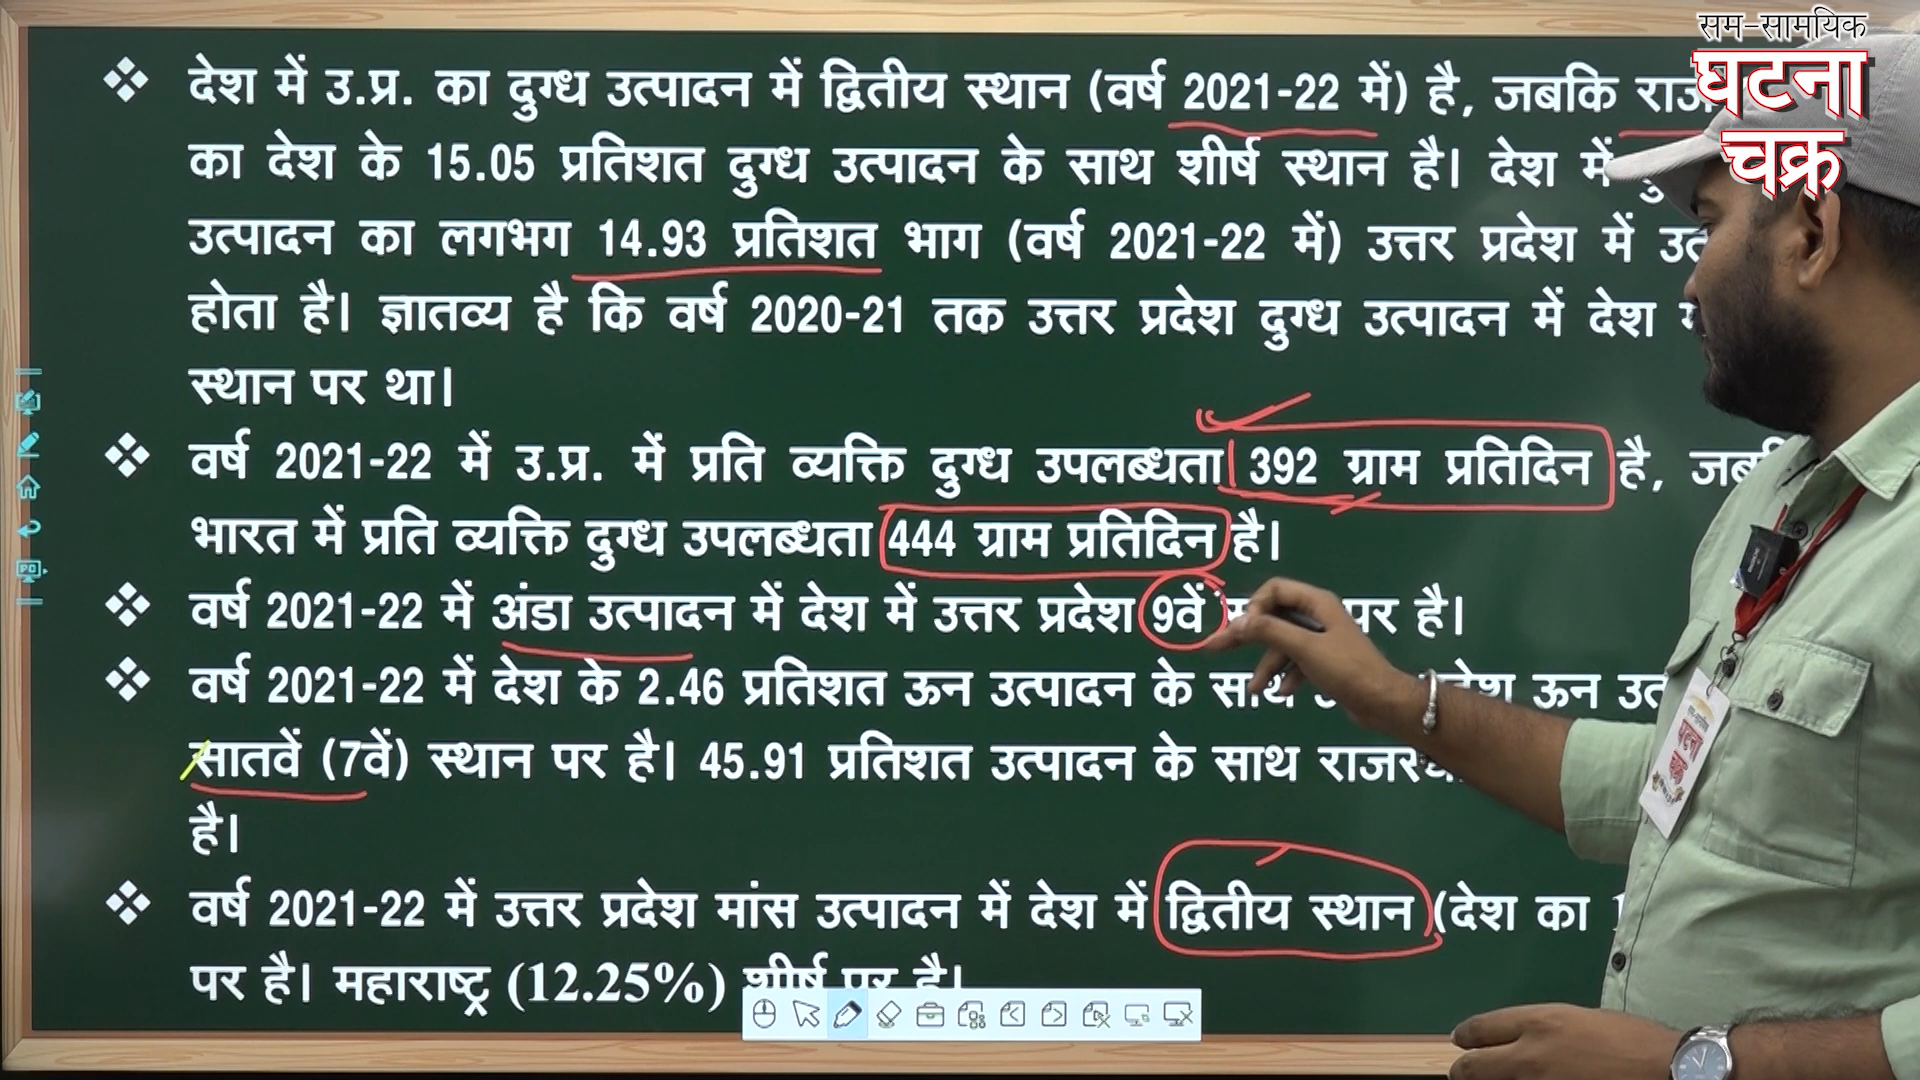 सम-सामयिक
घटना
चक्र
❖ देश में उ.प्र. का दुग्ध उत्पादन में द्वितीय स्थान (वर्ष 2021-22 में) है, जबकि
का देश के 15.05 प्रतिशत दुग्ध उत्पादन के साथ शीर्ष स्थान है। देश में
उत्पादन का लगभग 14.93 प्रतिशत भाग (वर्ष 2021-22 में) उत्तर प्रदेश में
होता है। ज्ञातव्य है कि वर्ष 2020-21 तक उत्तर प्रदेश दुग्ध उत्पादन में देश
स्थान पर था।
❖ वर्ष 2021-22 में उ.प्र. में प्रति व्यक्ति दुग्ध उपलब्धता 392 ग्राम प्रतिदिन है,
भारत में प्रति व्यक्ति दुग्ध उपलब्धता 444 ग्राम प्रतिदिन है।
❖ वर्ष 2021-22 में अंडा उत्पादन में देश में उत्तर प्रदेश 9वें पर है।
❖ वर्ष 2021-22 में देश के 2.46 प्रतिशत ऊन उत्पादन के साथ ऊन
सातवें (7वें) स्थान पर है। 45.91 प्रतिशत उत्पादन के साथ
है।
❖ वर्ष 2021-22 में उत्तर प्रदेश मांस उत्पादन में देश में द्वितीय स्थान (देश का
पर है। महाराष्ट्र (12.25%) शीर्ष पर है।